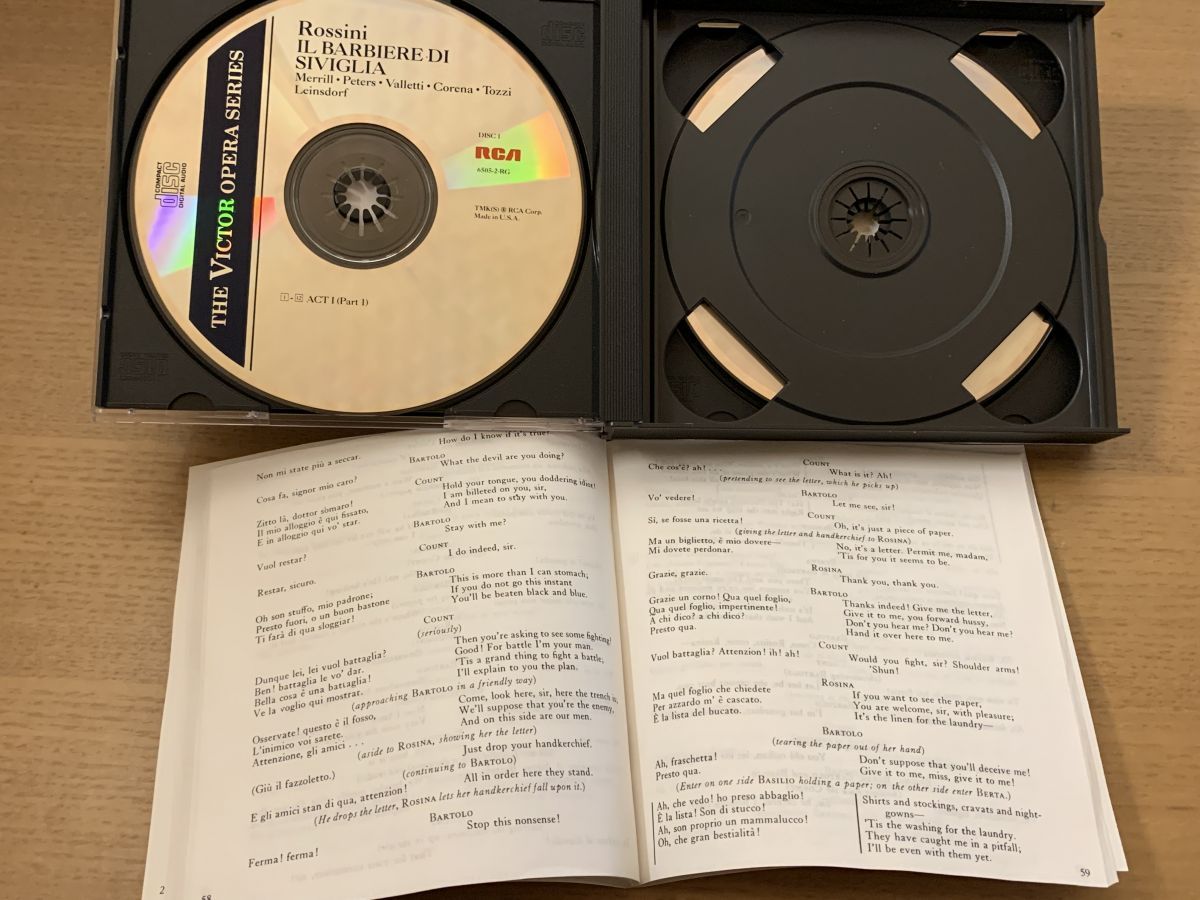 Rossini
IL BARBIERE DI
SIVIGLIA
Merrill • Peters • Valletti • Corena • Tozzi
Leinsdorf
THE VICTOR OPERA SERIES
COMPACT
disc
DIGITAL AUDIO
DISC 1
RCA
6505-2-RG
TMK(S) ® RCA Corp.
Made in U.S.A.
1 - 12 ACT I (Part 1)
How do I know if it's true?
Non mi state più a seccar.
BARTOLO
Cosa fa, signor mio caro?
What the devil are you doing?
COUNT
Zitto là, dottor somaro!
Il mio alloggio è qui fissato,
E in alloggio qui vo' star.
Hold your tongue, you doddering idiot!
I am billeted on you, sir,
And I mean to stay with you.
BARTOLO
Vuol restar?
Stay with me?
COUNT
Restar, sicuro.
I do indeed, sir.
BARTOLO
Oh son stuffo, mio padrone;
Presto fuori, o un buon bastone
Ti farà di qua sloggiar!
This is more than I can stomach;
If you do not go this instant
You'll be beaten black and blue.
COUNT
(seriously)
Dunque lei, lei vuol battaglia?
Ben! battaglia le vo' dar.
Bella cosa è una battaglia!
Ve la voglio qui mostrar.
Then you're asking to see some fighting!
Good! For battle I'm your man.
'Tis a grand thing to fight a battle,
I'll explain to you the plan.
(approaching BARTOLO in a friendly way)
Osservate! questo è il fosso,
L'inimico voi sarete.
Attenzione, gli amici . . .
Come, look here, sir, here the trench is,
We'll suppose that you're the enemy,
And on this side are our men.
(aside to ROSINA, showing her the letter)
(Giù il fazzoletto.)
Just drop your handkerchief.
(continuing to BARTOLO)
E gli amici stan di qua, attenzion!
All in order here they stand.
(He drops the letter, ROSINA lets her handkerchief fall upon it.)
BARTOLO
Ferma! ferma!
Stop this nonsense!
2
58
COUNT
Che cos'è? ah! . . .
What is it? Ah!
(pretending to see the letter, which he picks up)
BARTOLO
Vo' vedere!
Let me see, sir!
COUNT
Sì, se fosse una ricetta!
Oh, it's just a piece of paper.
(giving the letter and handkerchief to ROSINA)
Ma un biglietto, è mio dovere—
Mi dovete perdonar.
No, it's a letter. Permit me, madam,
'Tis for you it seems to be.
ROSINA
Grazie, grazie.
Thank you, thank you.
BARTOLO
Grazie un corno! Qua quel foglio,
Qua quel foglio, impertinente!
A chi dico? a chi dico?
Presto qua.
Thanks indeed! Give me the letter,
Give it to me, you forward hussy,
Don't you hear me? Don't you hear me?
Hand it over here to me.
COUNT
Vuol battaglia? Attenzion! ih! ah!
Would you fight, sir? Shoulder arms!
'Shun!
ROSINA
Ma quel foglio che chiedete
Per azzardo m' è cascato.
È la lista del bucato.
If you want to see the paper,
You are welcome, sir, with pleasure;
It's the linen for the laundry—
BARTOLO
(tearing the paper out of her hand)
Ah, fraschetta!
Presto qua.
Don't suppose that you'll deceive me!
Give it to me, miss, give it to me!
(Enter on one side BASILIO holding a paper; on the other side enter BERTA.)
Ah, che vedo! ho preso abbaglio!
È la lista! Son di stucco!
Ah, son proprio un mammalucco!
Oh, che gran bestialità!
Shirts and stockings, cravats and night-
gowns—
'Tis the washing for the laundry.
They have caught me in a pitfall;
I'll be even with them yet.
59